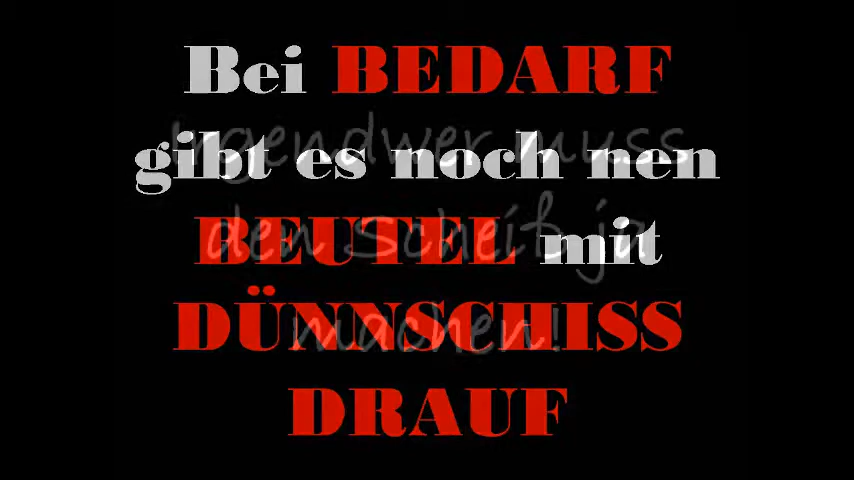 Bei BEDARF
Irgendwer muss
gibt es noch nen
den Scheiß ja
BEUTEL mit
machen!
DÜNNSCHISS
DRAUF